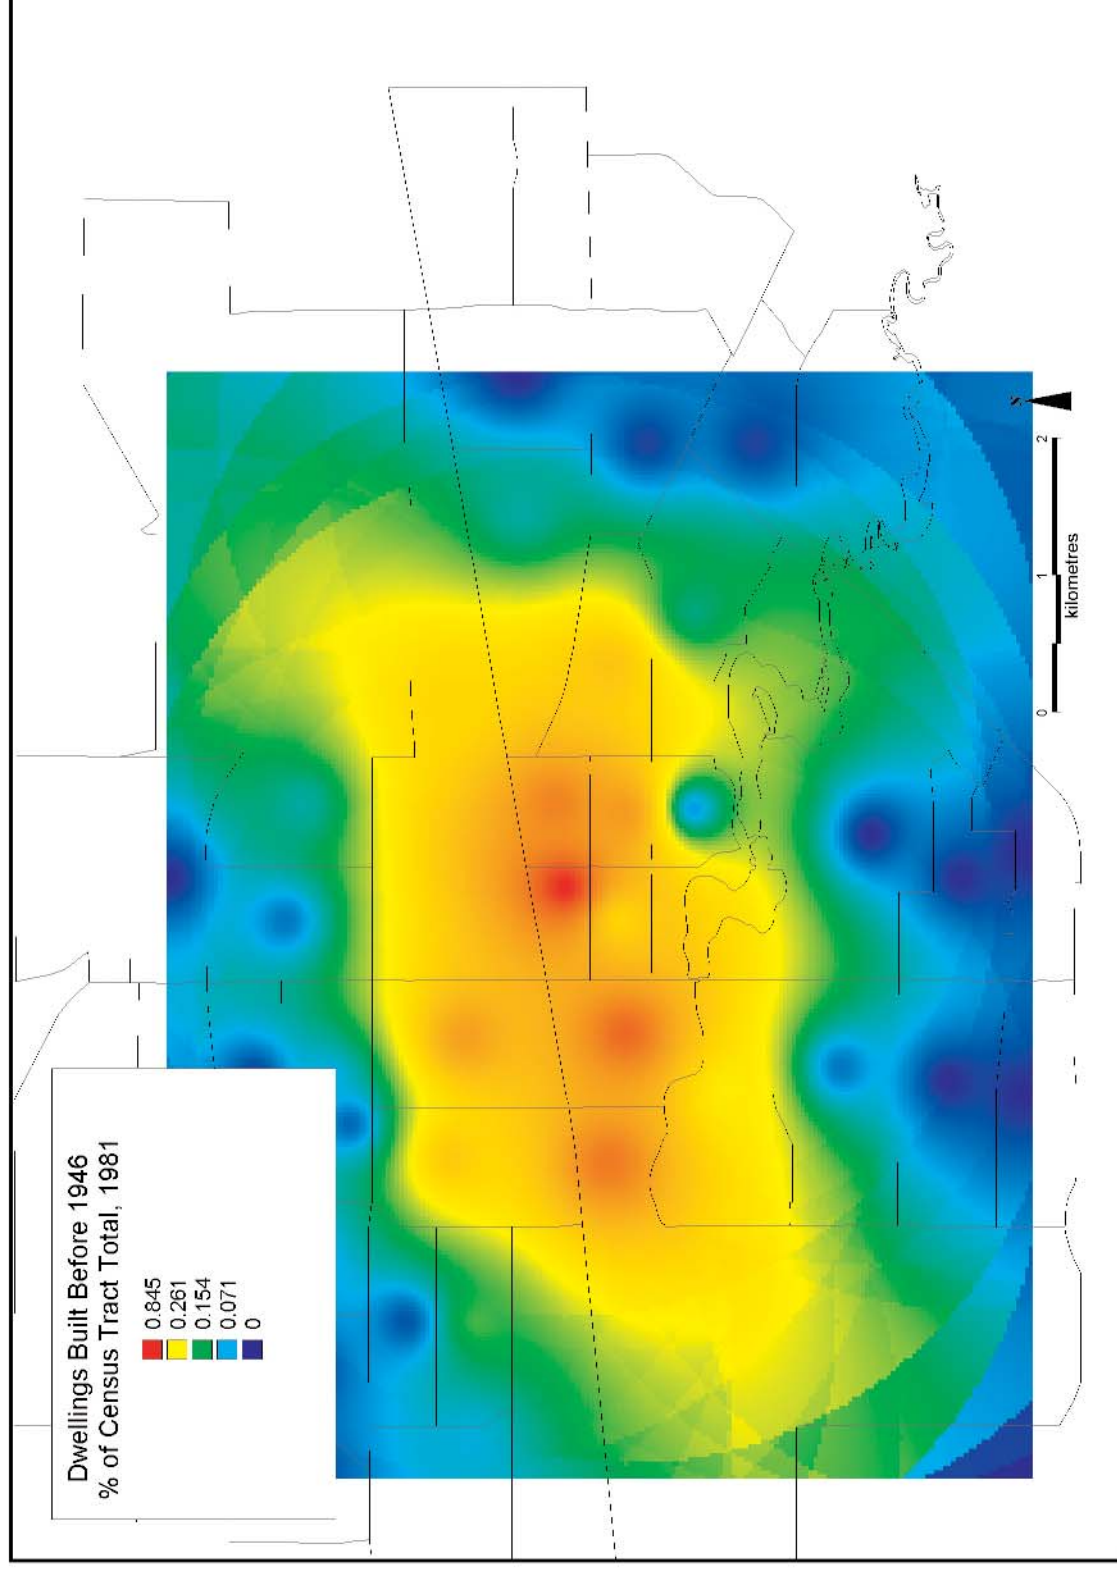 Dwellings Built Before 1946
% of Census Tract Total, 1981
0.845
0.261
0.154
0.071
0
0 1 2
kilometres